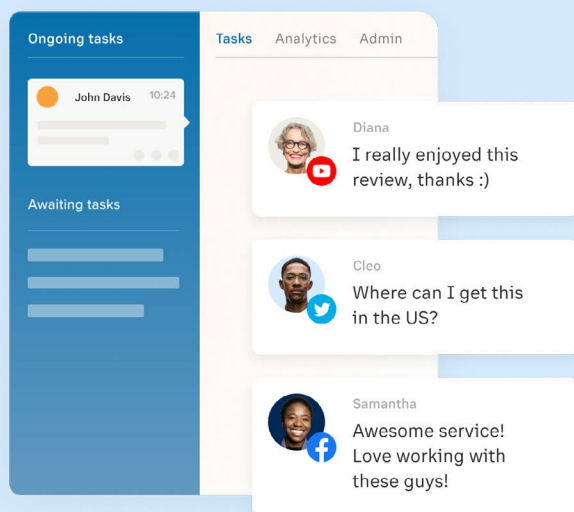 Ongoing tasks
John Davis 10:24
Awaiting tasks
Tasks Analytics Admin
Diana
I really enjoyed this
review, thanks :)
Cleo
Where can I get this
in the US?
Samantha
Awesome service!
Love working with
these guys!